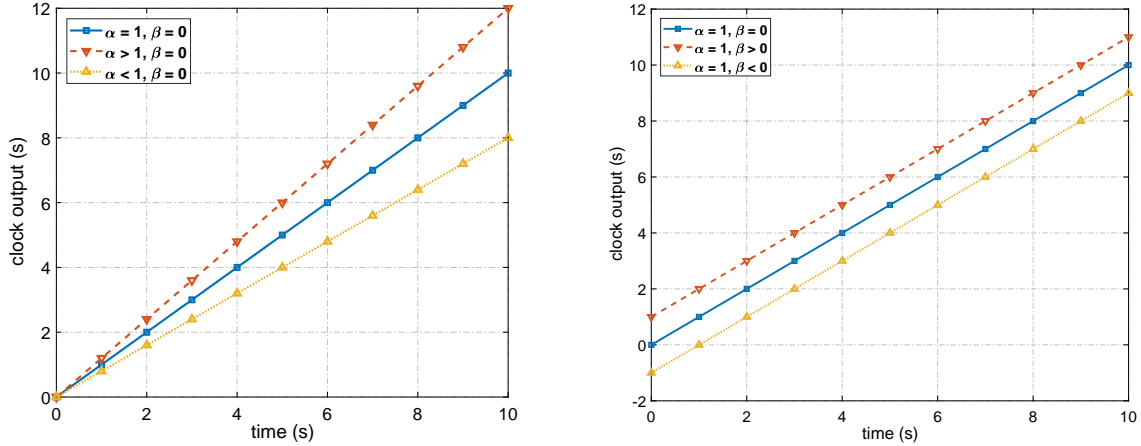 α = 1, β = 0
α > 1, β = 0
α < 1, β = 0
12
10
8
6
4
2
0
0 2 4 6 8 10
clock output (s)
time (s)
α = 1, β = 0
α = 1, β > 0
α = 1, β < 0
12
10
8
6
4
2
0
-2
0 2 4 6 8 10
clock output (s)
time (s)